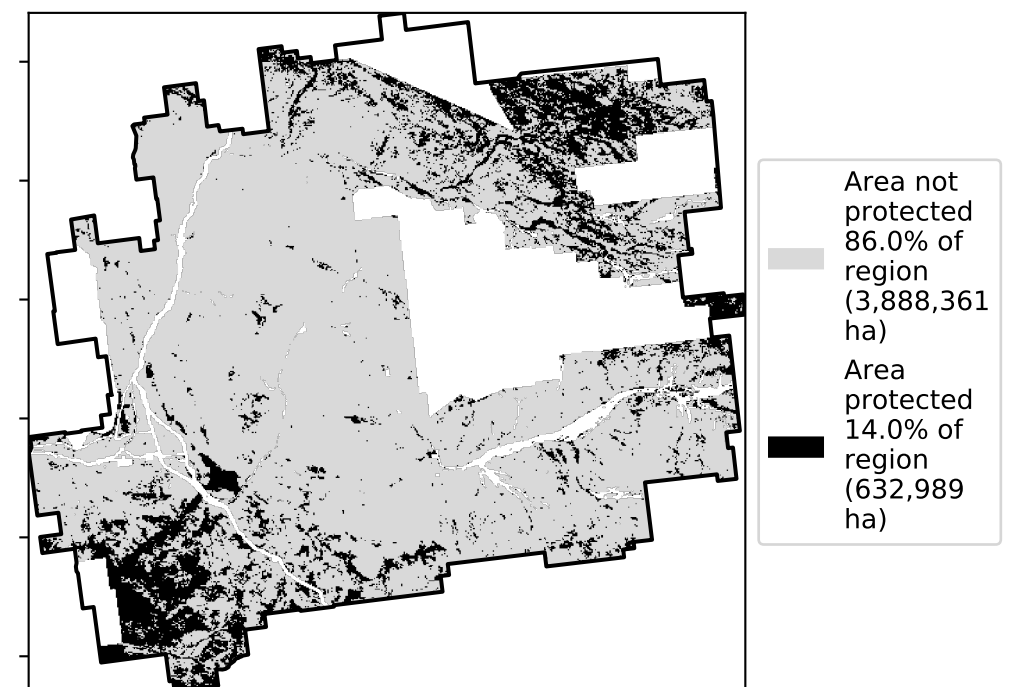 Area not
protected
86.0% of
region
(3,888,361
ha)
Area
protected
14.0% of
region
(632,989
ha)